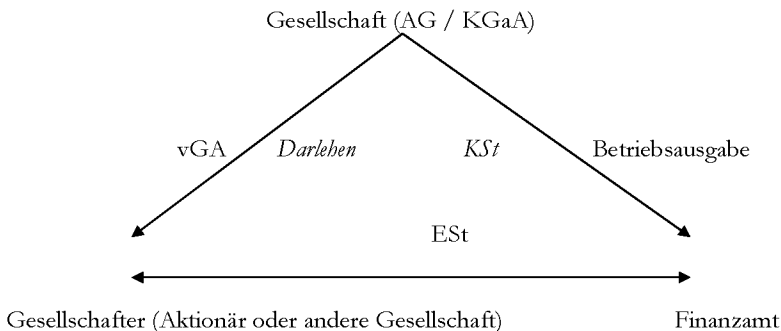 Gesellschaft (AG / KGaA)
vGA Darlehen KSt Betriebsausgabe
ESt
Gesellschafter (Aktionär oder andere Gesellschaft) Finanzamt